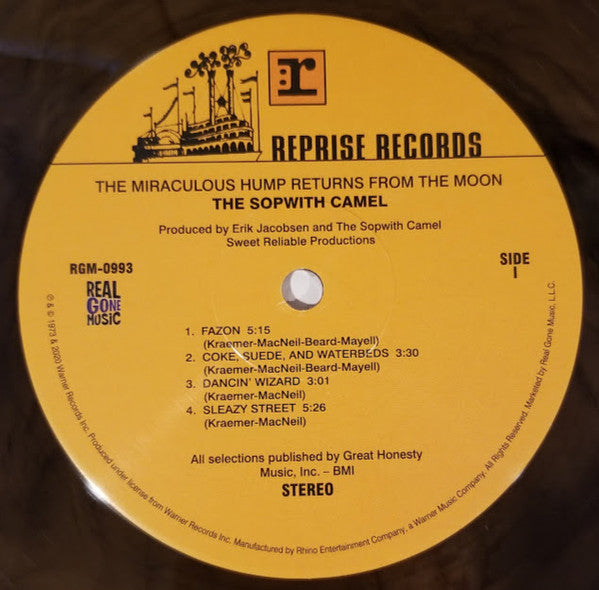 r
REPRISE RECORDS
THE MIRACULOUS HUMP RETURNS FROM THE MOON
THE SOPWITH CAMEL
Produced by Erik Jacobsen and The Sopwith Camel
Sweet Reliable Productions
RGM-0993
REAL
GONE
MUSIC
SIDE
I
1. FAZON 5:15
(Kraemer-MacNeil-Beard-Mayell)
2. COKE, SUEDE, AND WATERBEDS 3:30
(Kraemer-MacNeil-Beard-Mayell)
3. DANCIN' WIZARD 3:01
(Kraemer-MacNeil)
4. SLEAZY STREET 5:26
(Kraemer-MacNeil)
All selections published by Great Honesty
Music, Inc. – BMI
STEREO
℗ & © 1973 & 2020 Warner Records Inc. Produced under license from Warner Records Inc. Manufactured by Rhino Entertainment Company, a Warner Music Company. All Rights Reserved. Marketed by Real Gone Music, L.L.C.